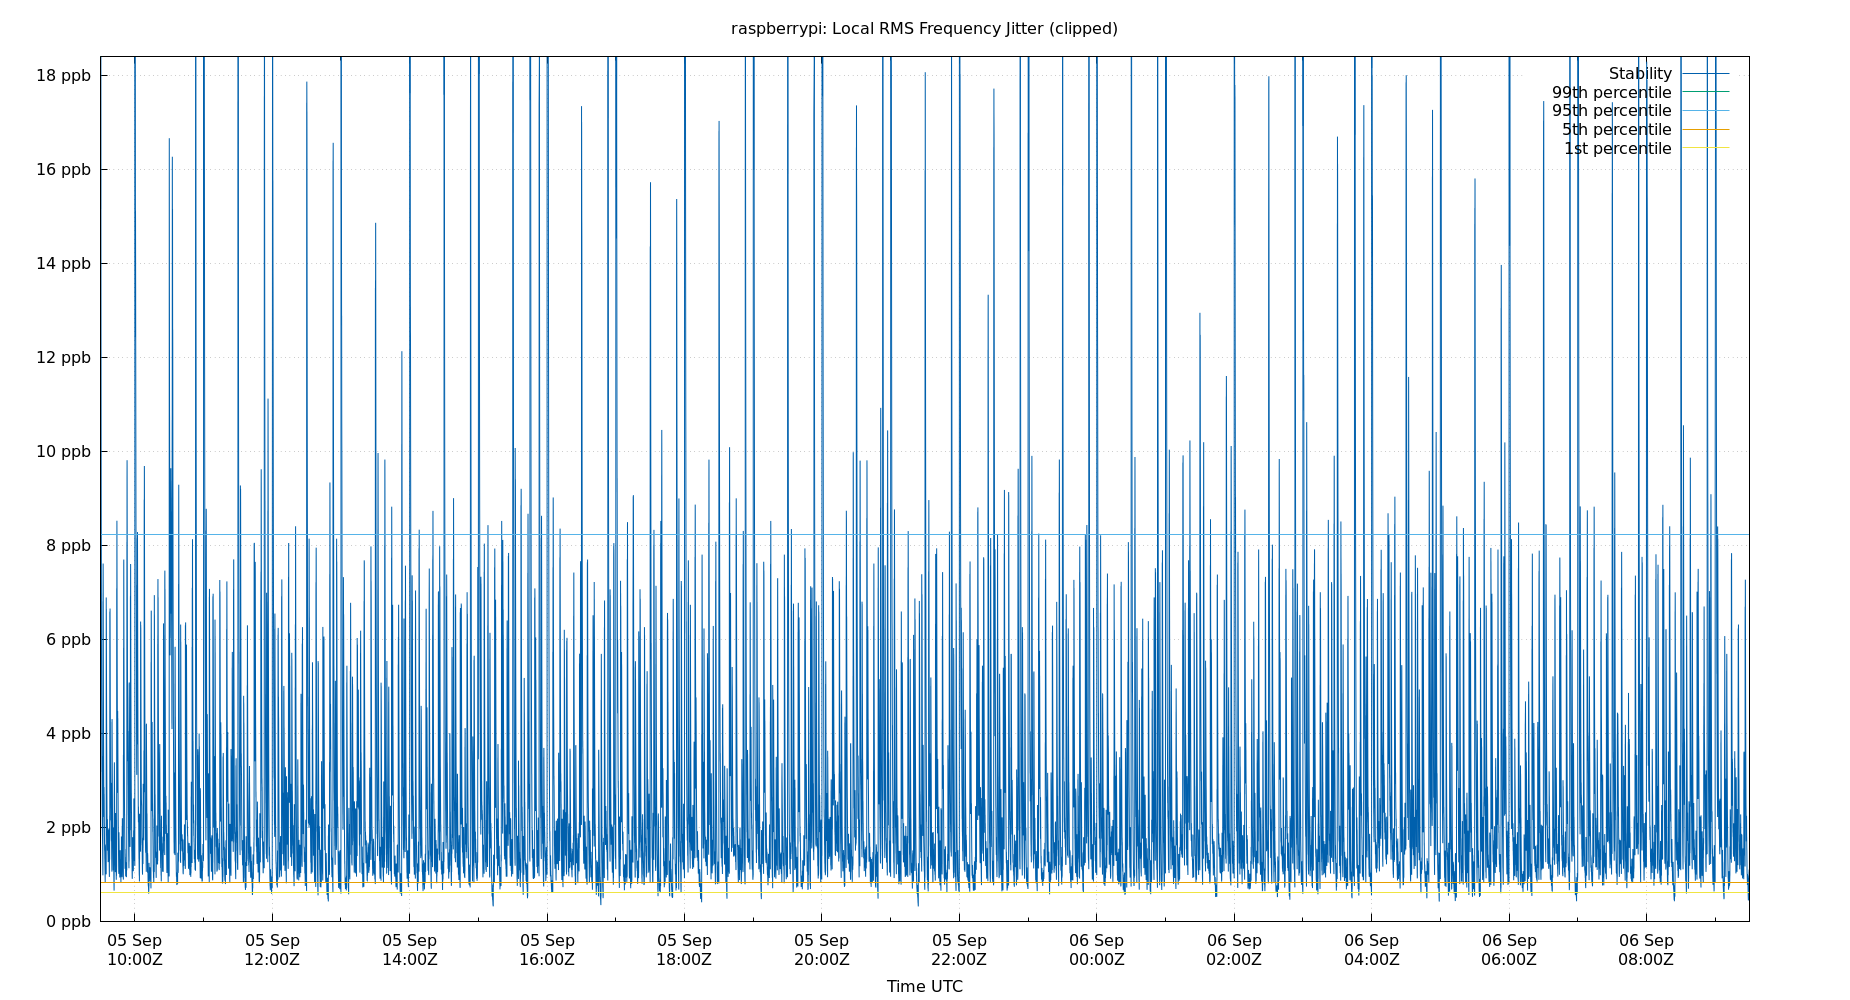 raspberrypi: Local RMS Frequency Jitter (clipped)
18 ppb
16 ppb
14 ppb
12 ppb
10 ppb
8 ppb
6 ppb
4 ppb
2 ppb
0 ppb
Stability
99th percentile
95th percentile
5th percentile
1st percentile
05 Sep
10:00Z
05 Sep
12:00Z
05 Sep
14:00Z
05 Sep
16:00Z
05 Sep
18:00Z
05 Sep
20:00Z
05 Sep
22:00Z
06 Sep
00:00Z
06 Sep
02:00Z
06 Sep
04:00Z
06 Sep
06:00Z
06 Sep
08:00Z
Time UTC